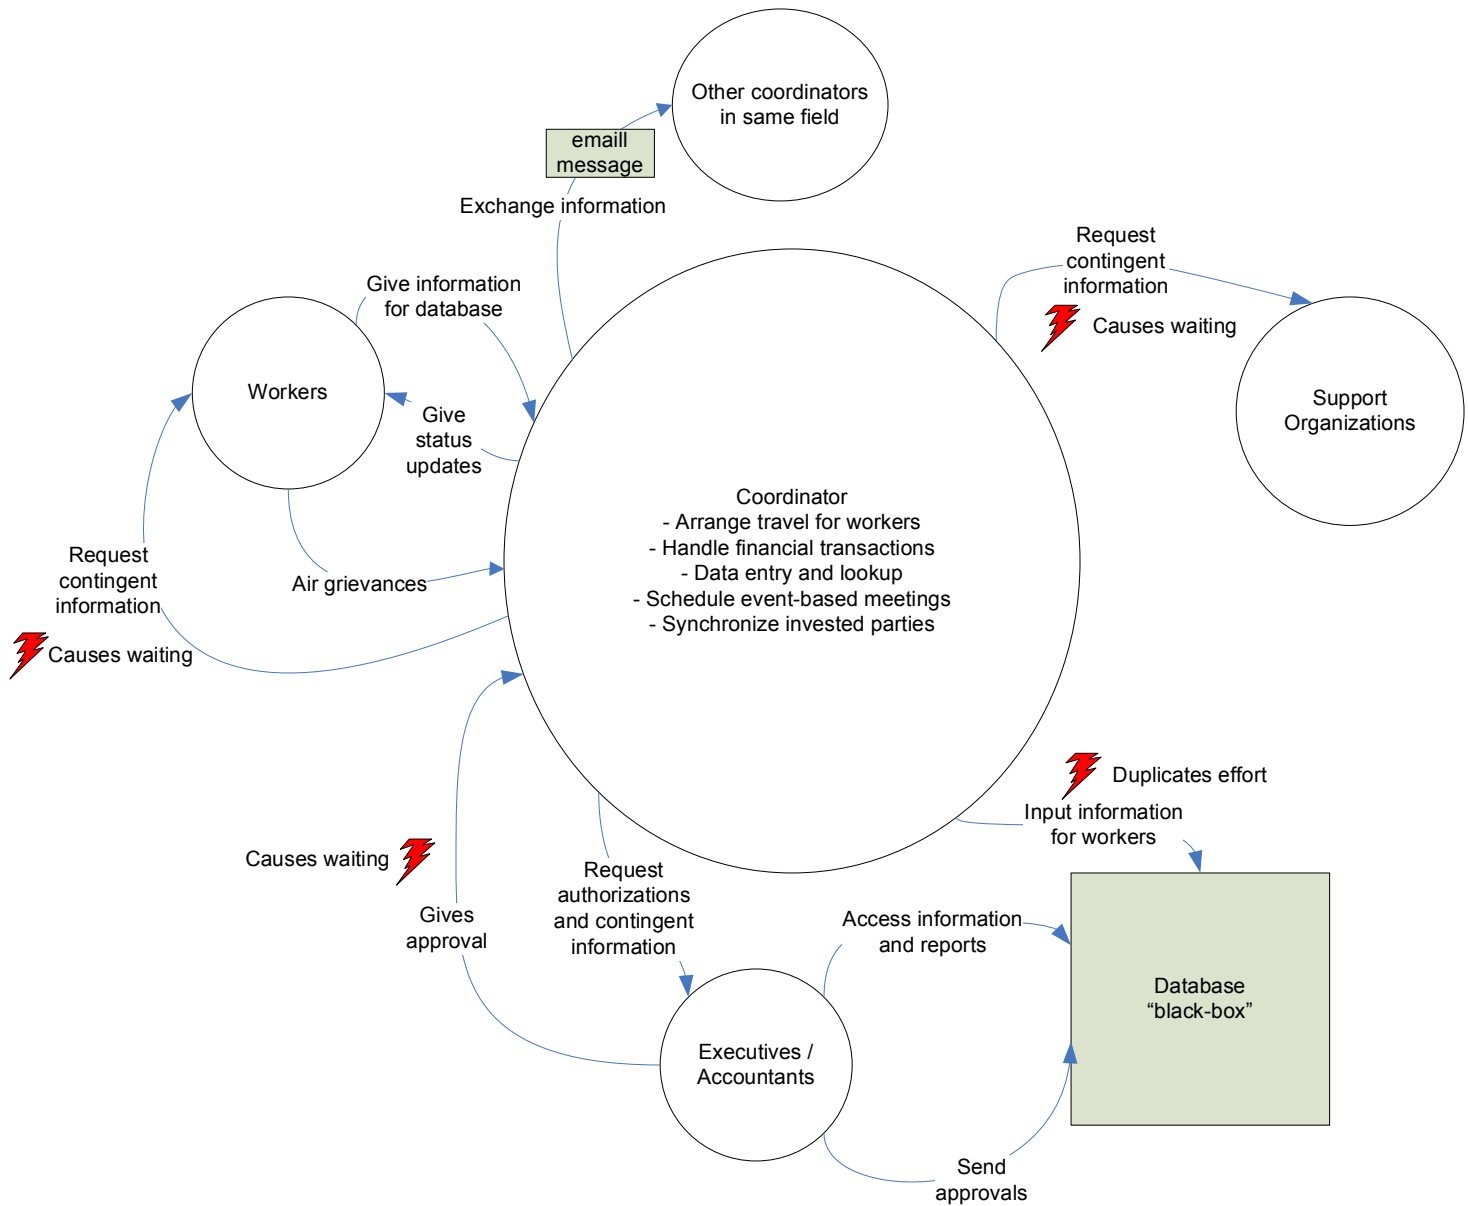 Other coordinators
in same field
emaill
message
Exchange information
Request
contingent
information
Causes waiting
Give information
for database
Workers
Give
status
updates
Support
Organizations
Coordinator
- Arrange travel for workers
- Handle financial transactions
- Data entry and lookup
- Schedule event-based meetings
- Synchronize invested parties
Request
contingent
information
Air grievances
Causes waiting
Duplicates effort
Input information
for workers
Causes waiting
Request
authorizations
and contingent
information
Gives
approval
Access information
and reports
Database
“black-box”
Executives /
Accountants
Send
approvals